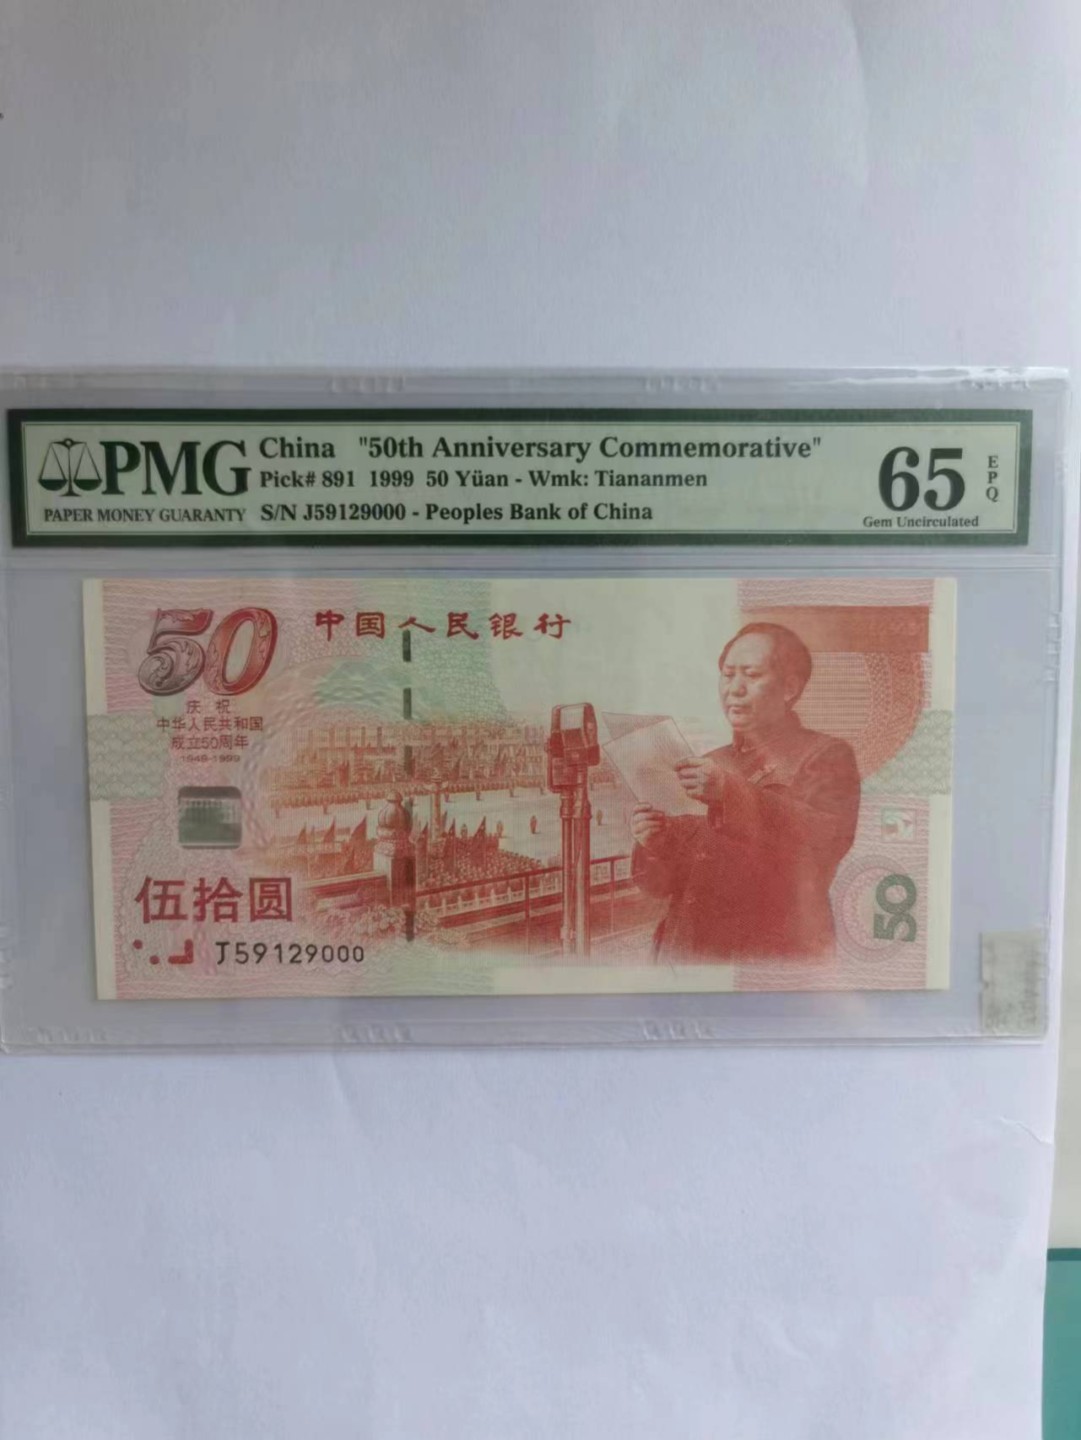 PMG
PAPER MONEY GUARANTY
China "50th Anniversary Commemorative"
Pick# 891 1999 50 Yüan - Wmk: Tiananmen
S/N J59129000 - Peoples Bank of China
65
EPQ
Gem Uncirculated
50
中国人民银行
庆祝
中华人民共和国
成立50周年
1949-1999
伍拾圆
J59129000
50